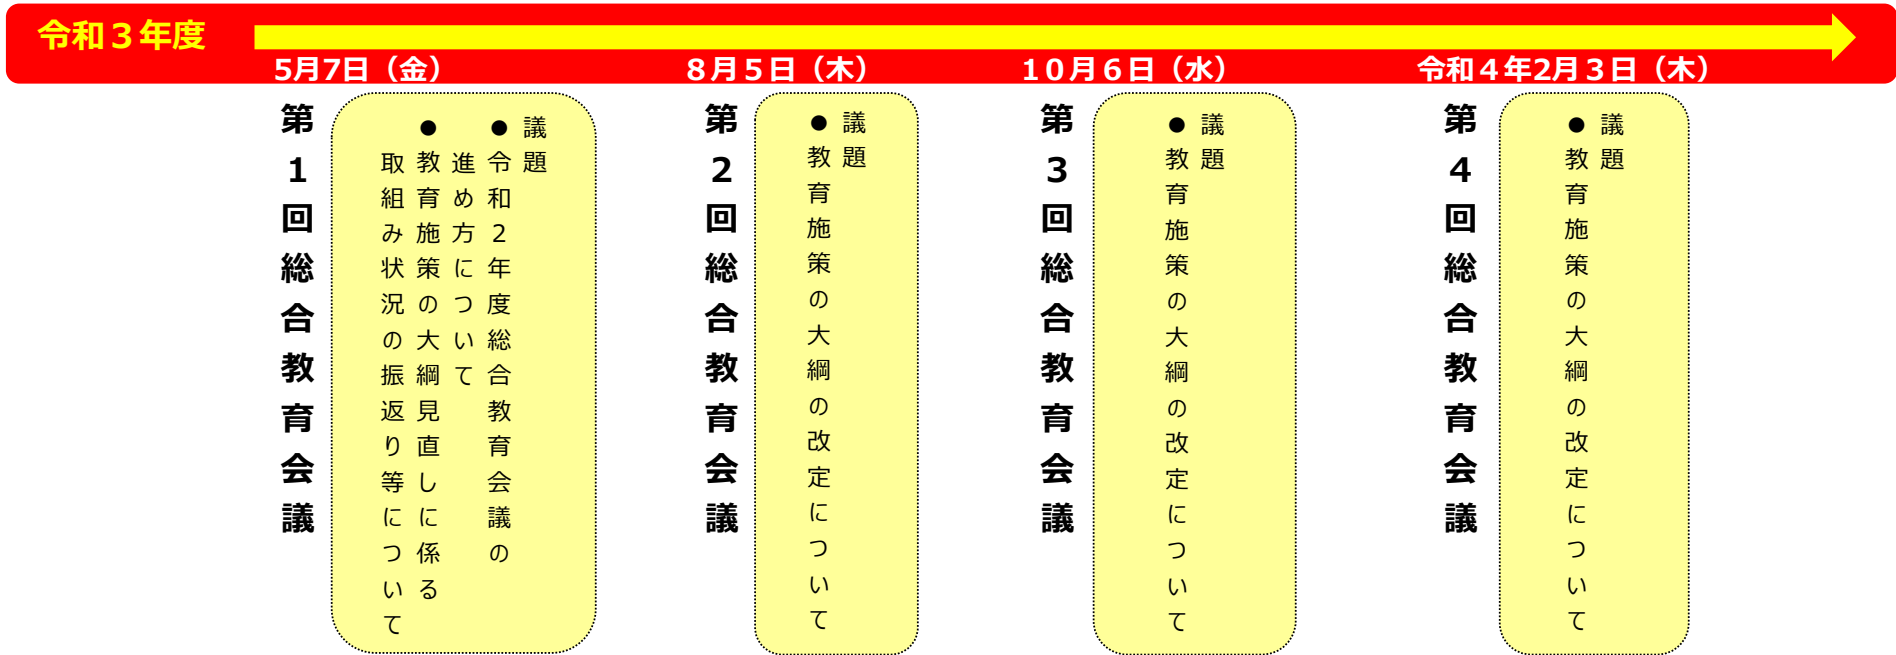 令和３年度
5月7日（金）
８月５日（木）
１０月６日（水）
令和４年2月３日（木）
第１回総合教育会議
議題
●令和２年度総合教育会議の
進め方について
●教育施策の大綱見直しに係る
取組み状況の振返り等について
第２回総合教育会議
議題
●教育施策の大綱の改定について
第３回総合教育会議
議題
●教育施策の大綱の改定について
第４回総合教育会議
議題
●教育施策の大綱の改定について